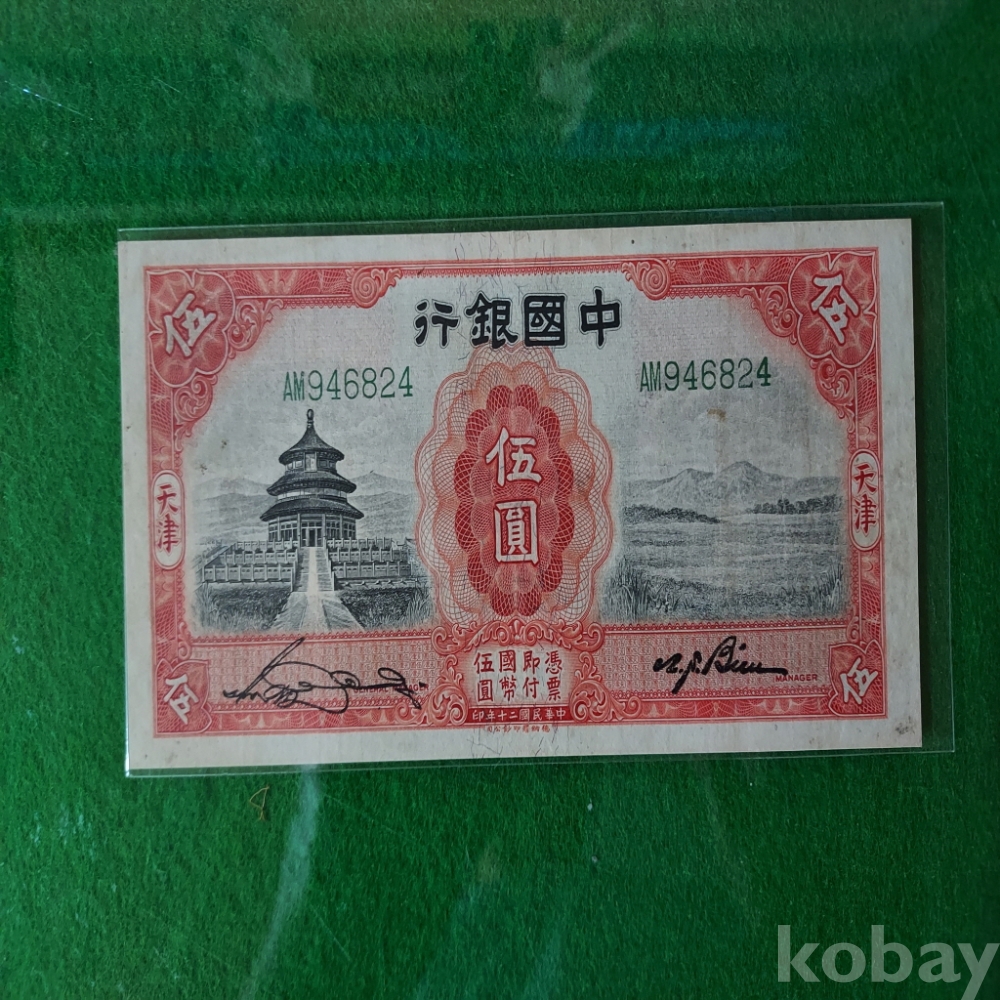 中國銀行
伍
伍
AM946824
AM946824
伍圓
天津
天津
憑票
即付
國幣
伍圓
MANAGER
伍
伍
中華民國二十年印
kobay